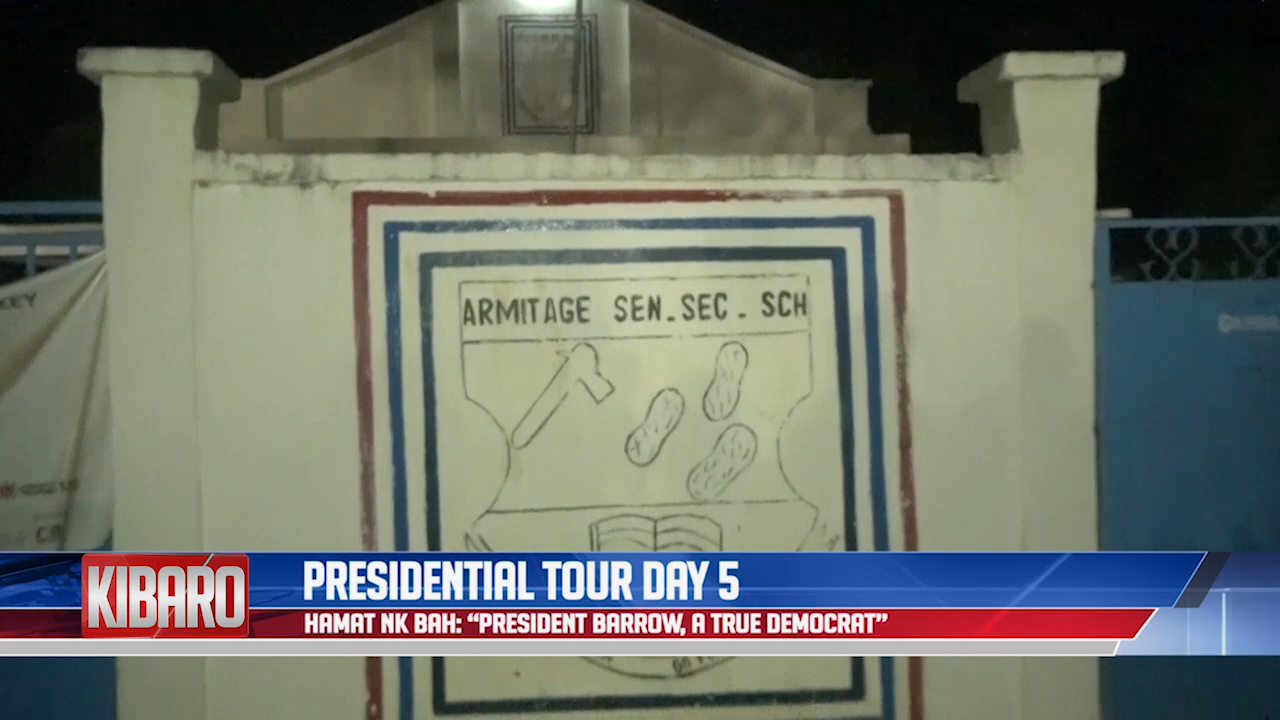 ARMITAGE SEN. SEC. SCH
KIBARO
PRESIDENTIAL TOUR DAY 5
HAMAT NK BAH: “PRESIDENT BARROW, A TRUE DEMOCRAT”